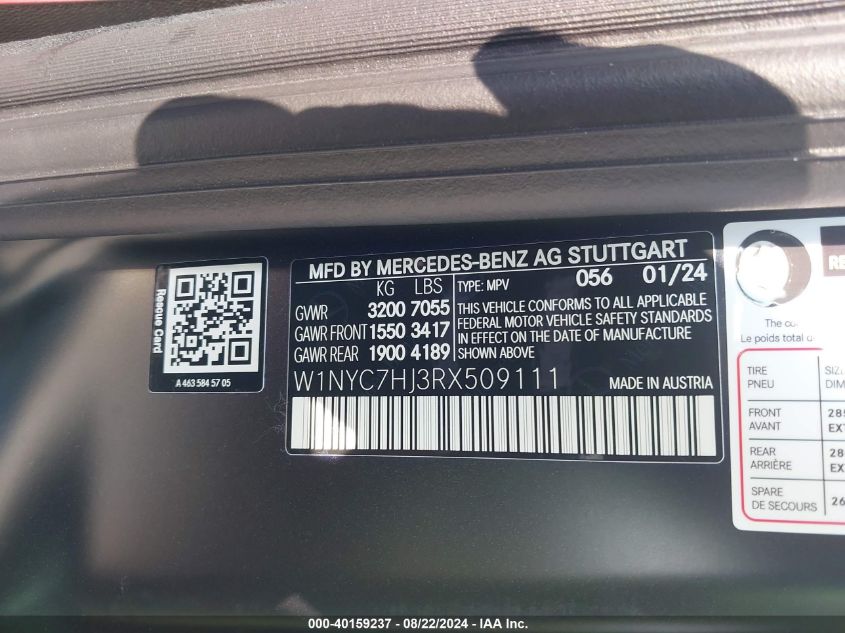 MFD BY MERCEDES-BENZ AG STUTTGART
KG LBS TYPE: MPV 056 01/24
GVWR 3200 7055
GAWR FRONT 1550 3417
GAWR REAR 1900 4189
THIS VEHICLE CONFORMS TO ALL APPLICABLE
FEDERAL MOTOR VEHICLE SAFETY STANDARDS
IN EFFECT ON THE DATE OF MANUFACTURE
SHOWN ABOVE
W1NYC7HJ3RX509111 MADE IN AUSTRIA
Rescue Card
A 463 584 57 05
The
Le poids total
TIRE
PNEU
FRONT
AVANT
REAR
ARRIÈRE
SPARE
DE SECOURS
IAA-40159237 - 08/22/2024 - IAAI.COM